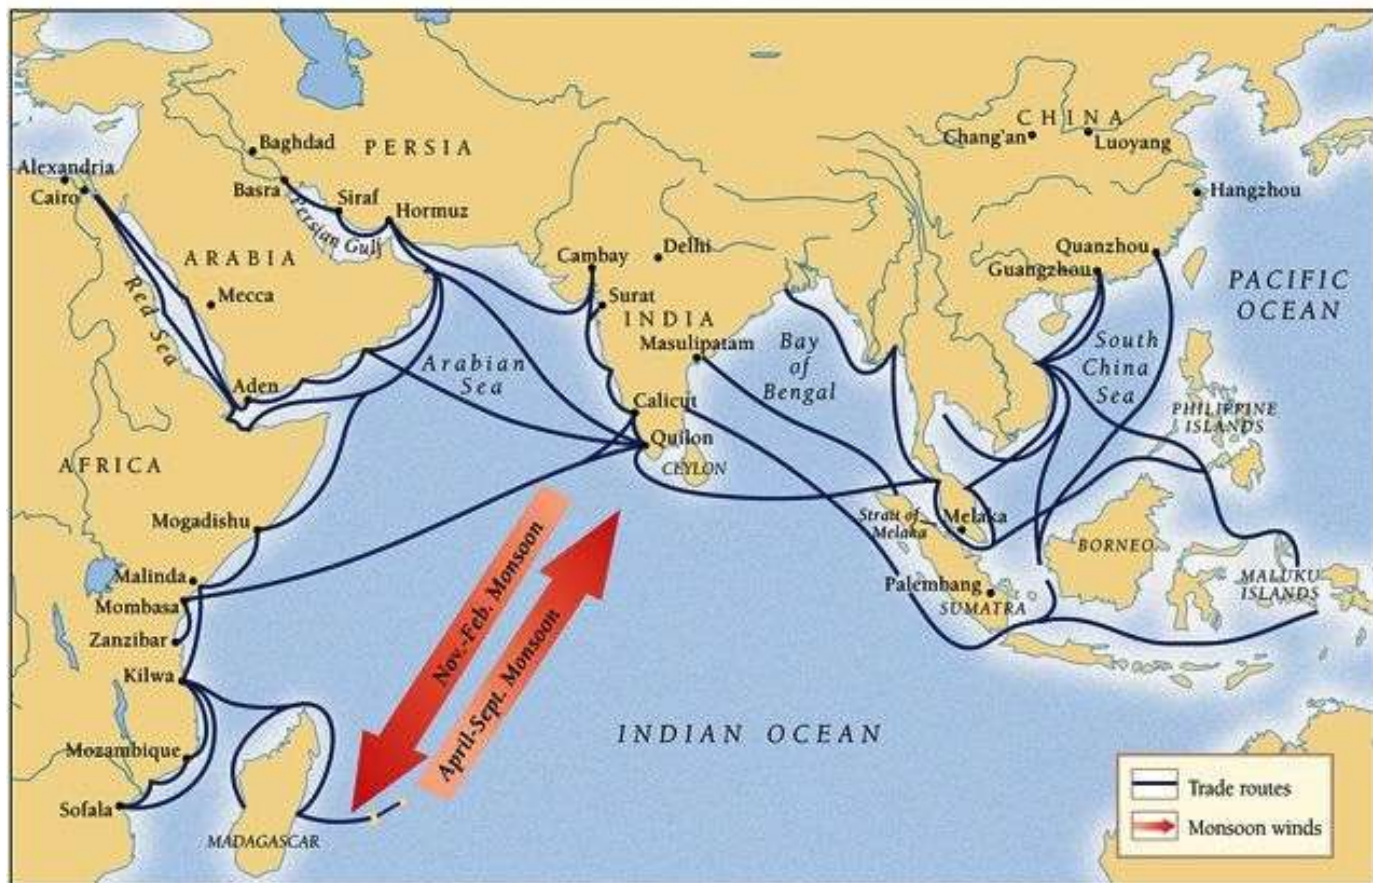 Alexandria
Cairo
Baghdad
PERSIA
Basra
Siraf
Persian Gulf
Hormuz
ARABIA
Mecca
Red Sea
Aden
Arabian
Sea
AFRICA
Mogadishu
Malinda
Mombasa
Zanzibar
Kilwa
Mozambique
Sofala
MADAGASCAR
Cambay
Delhi
Surat
INDIA
Masulipatam
Calicut
Quilon
CEYLON
Bay
of
Bengal
CHINA
Chang'an
Luoyang
Hangzhou
Quanzhou
Guangzhou
PACIFIC
OCEAN
South
China
Sea
PHILIPPINE
ISLANDS
Strait of
Melaka
Melaka
BORNEO
Palembang
SUMATRA
MALUKU
ISLANDS
Nov.-Feb. Monsoon
April-Sept. Monsoon
INDIAN OCEAN
Trade routes
Monsoon winds